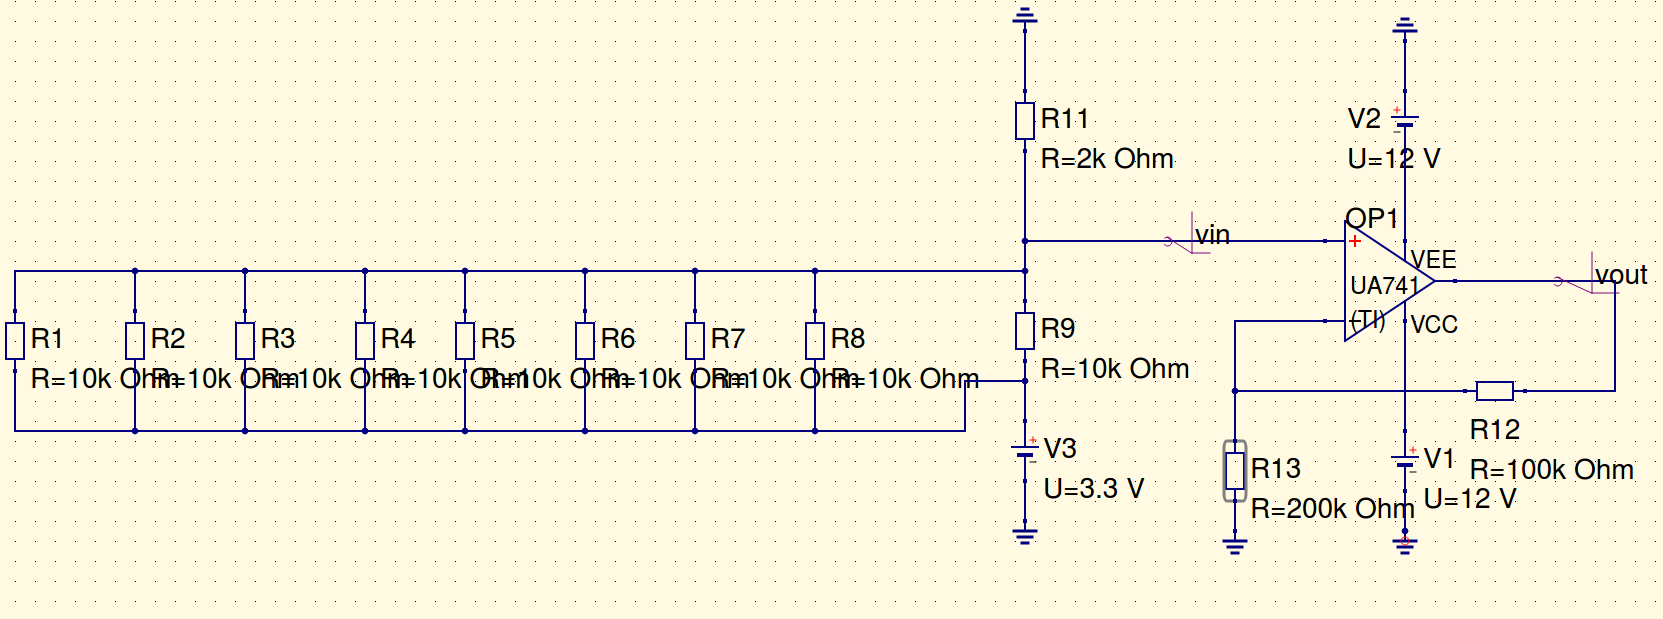 R11
R=2k Ohm
V2
U=12 V
OP1
vin
VEE
UA741
vout
(TI)
VCC
R1
R=10k Ohm
R2
R=10k Ohm
R3
R=10k Ohm
R4
R=10k Ohm
R5
R=10k Ohm
R6
R=10k Ohm
R7
R=10k Ohm
R8
R=10k Ohm
R9
R=10k Ohm
V3
U=3.3 V
R13
R=200k Ohm
V1
U=12 V
R12
R=100k Ohm